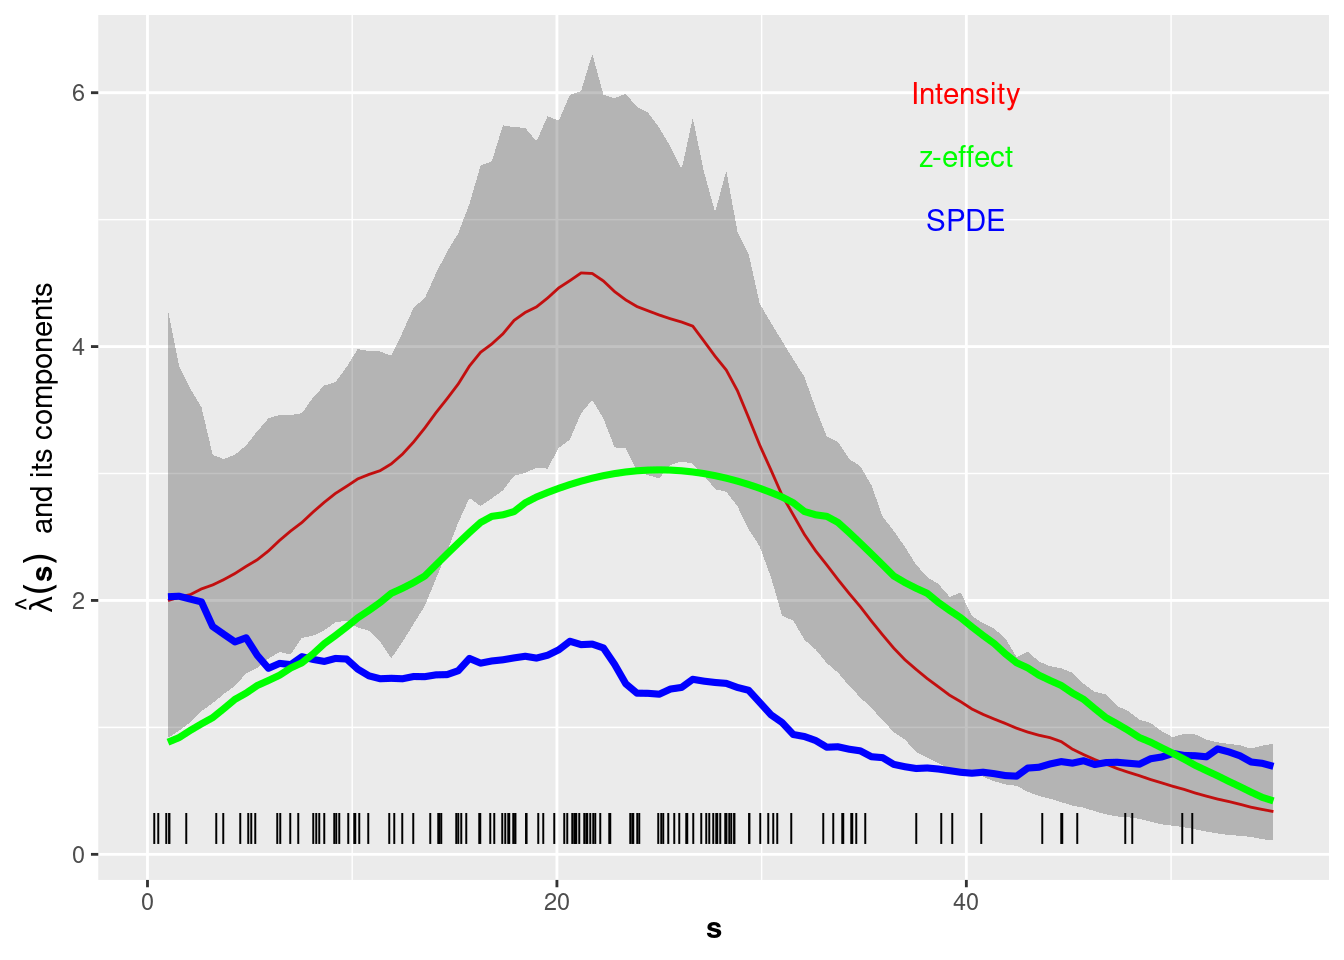 Intensity
z-effect
SPDE
6
4
2
0
0 20 40
s
λ̂(s) and its components